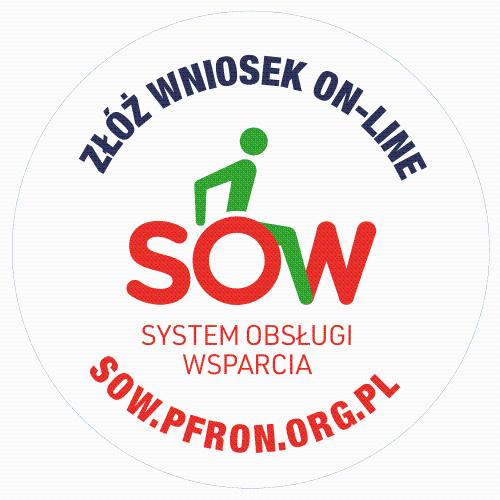 ZŁÓŻ WNIOSEK ON-LINE
SOW
SYSTEM OBSŁUGI
WSPARCIA
SOW.PFRON.ORG.PL